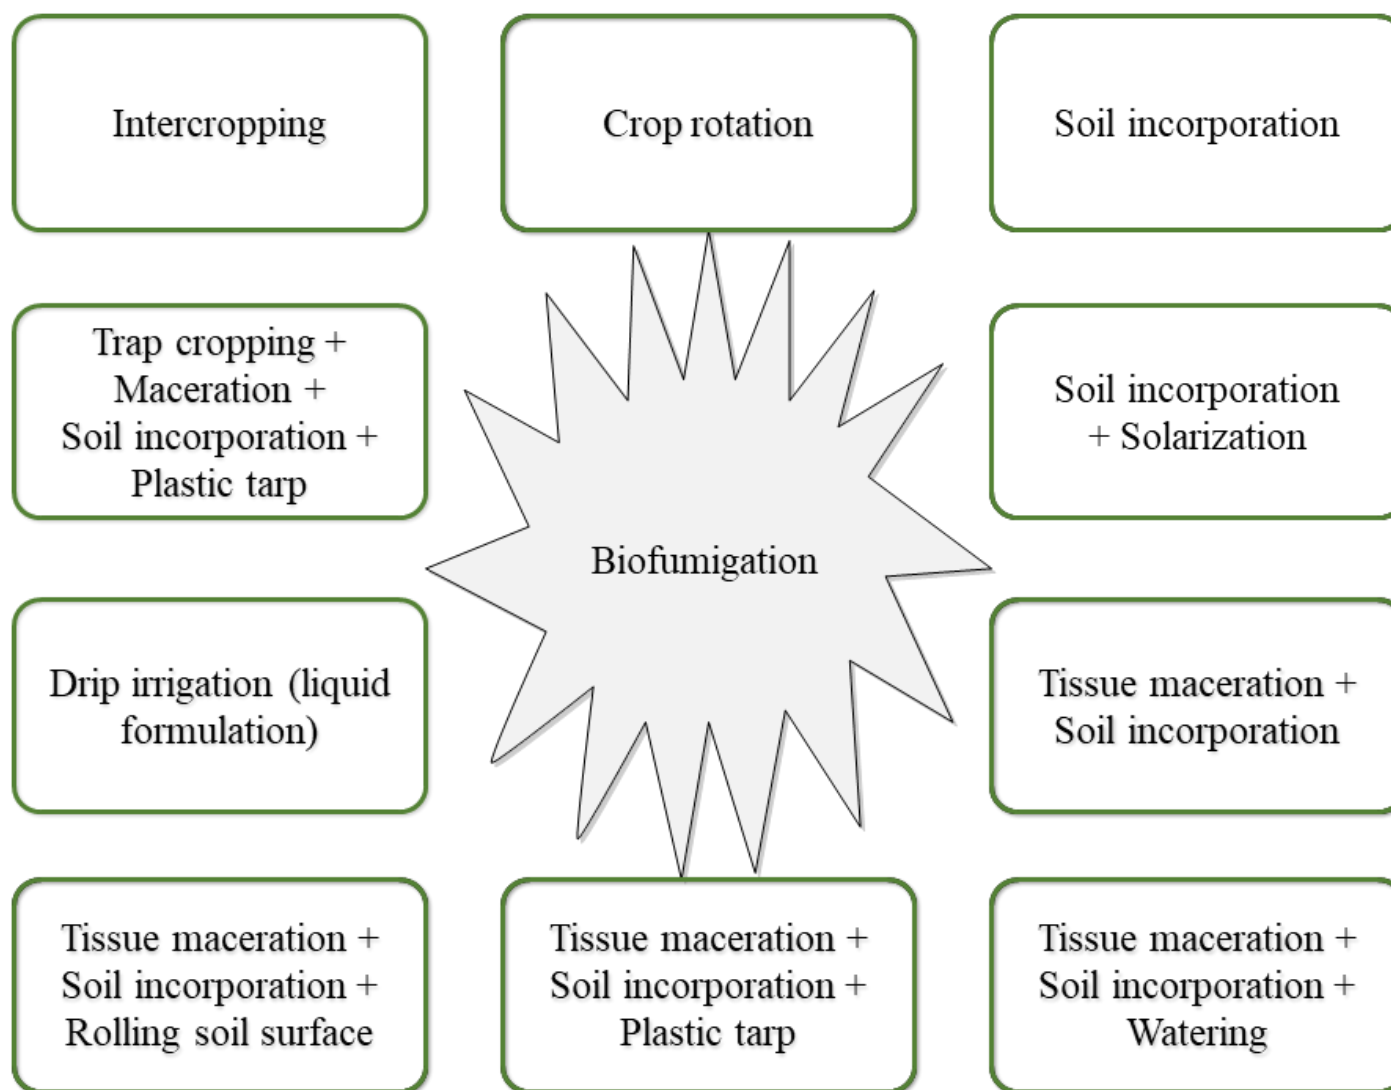 Intercropping
Crop rotation
Soil incorporation
Trap cropping +
Maceration +
Soil incorporation +
Plastic tarp
Soil incorporation
+ Solarization
Biofumigation
Drip irrigation (liquid
formulation)
Tissue maceration +
Soil incorporation
Tissue maceration +
Soil incorporation +
Rolling soil surface
Tissue maceration +
Soil incorporation +
Plastic tarp
Tissue maceration +
Soil incorporation +
Watering